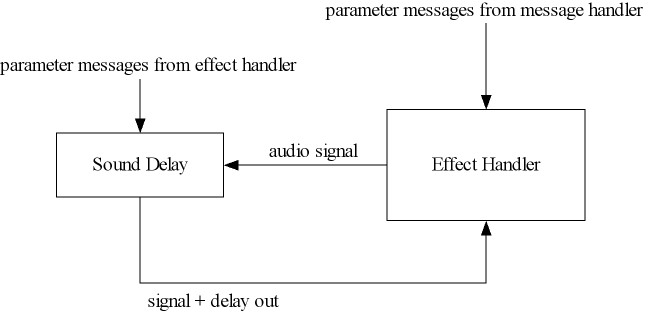 parameter messages from message handler
parameter messages from effect handler
audio signal
Sound Delay
Effect Handler
signal + delay out